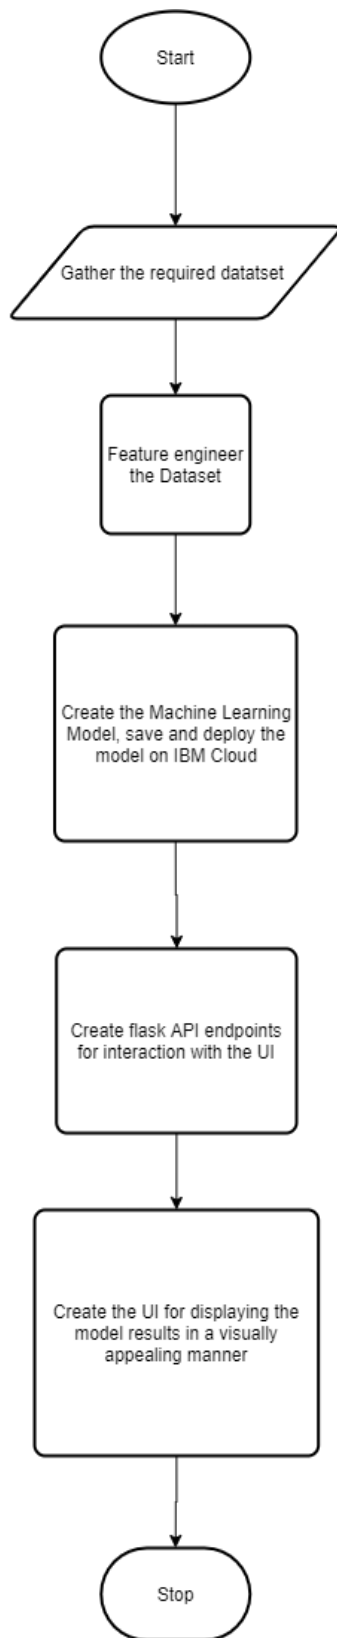 Start
Gather the required datatset
Feature engineer
the Dataset
Create the Machine Learning
Model, save and deploy the
model on IBM Cloud
Create flask API endpoints
for interaction with the UI
Create the UI for displaying the
model results in a visually
appealing manner
Stop